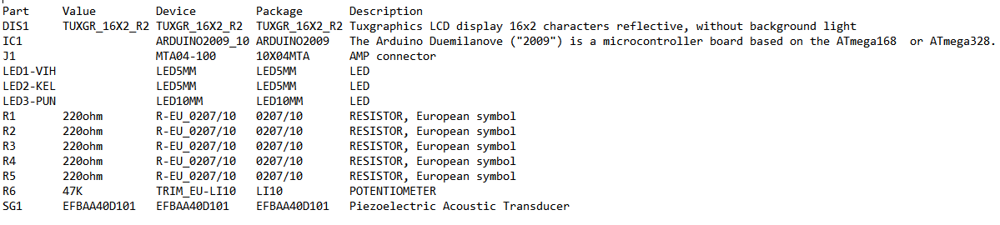 Part     Value          Device         Package        Description
DIS1     TUXGR_16X2_R2  TUXGR_16X2_R2  TUXGR_16X2_R2  Tuxgraphics LCD display 16x2 characters reflective, without background light
IC1                     ARDUINO2009_10 ARDUINO2009    The Arduino Duemilanove ("2009") is a microcontroller board based on the ATmega168  or ATmega328.
J1                      MTA04-100      10X04MTA       AMP connector
LED1-VIH                LED5MM         LED5MM         LED
LED2-KEL                LED5MM         LED5MM         LED
LED3-PUN                LED10MM        LED10MM        LED
R1       220ohm         R-EU_0207/10   0207/10        RESISTOR, European symbol
R2       220ohm         R-EU_0207/10   0207/10        RESISTOR, European symbol
R3       220ohm         R-EU_0207/10   0207/10        RESISTOR, European symbol
R4       220ohm         R-EU_0207/10   0207/10        RESISTOR, European symbol
R5       220ohm         R-EU_0207/10   0207/10        RESISTOR, European symbol
R6       47K            TRIM_EU-LI10   LI10           POTENTIOMETER
SG1      EFBAA40D101    EFBAA40D101    EFBAA40D101    Piezoelectric Acoustic Transducer